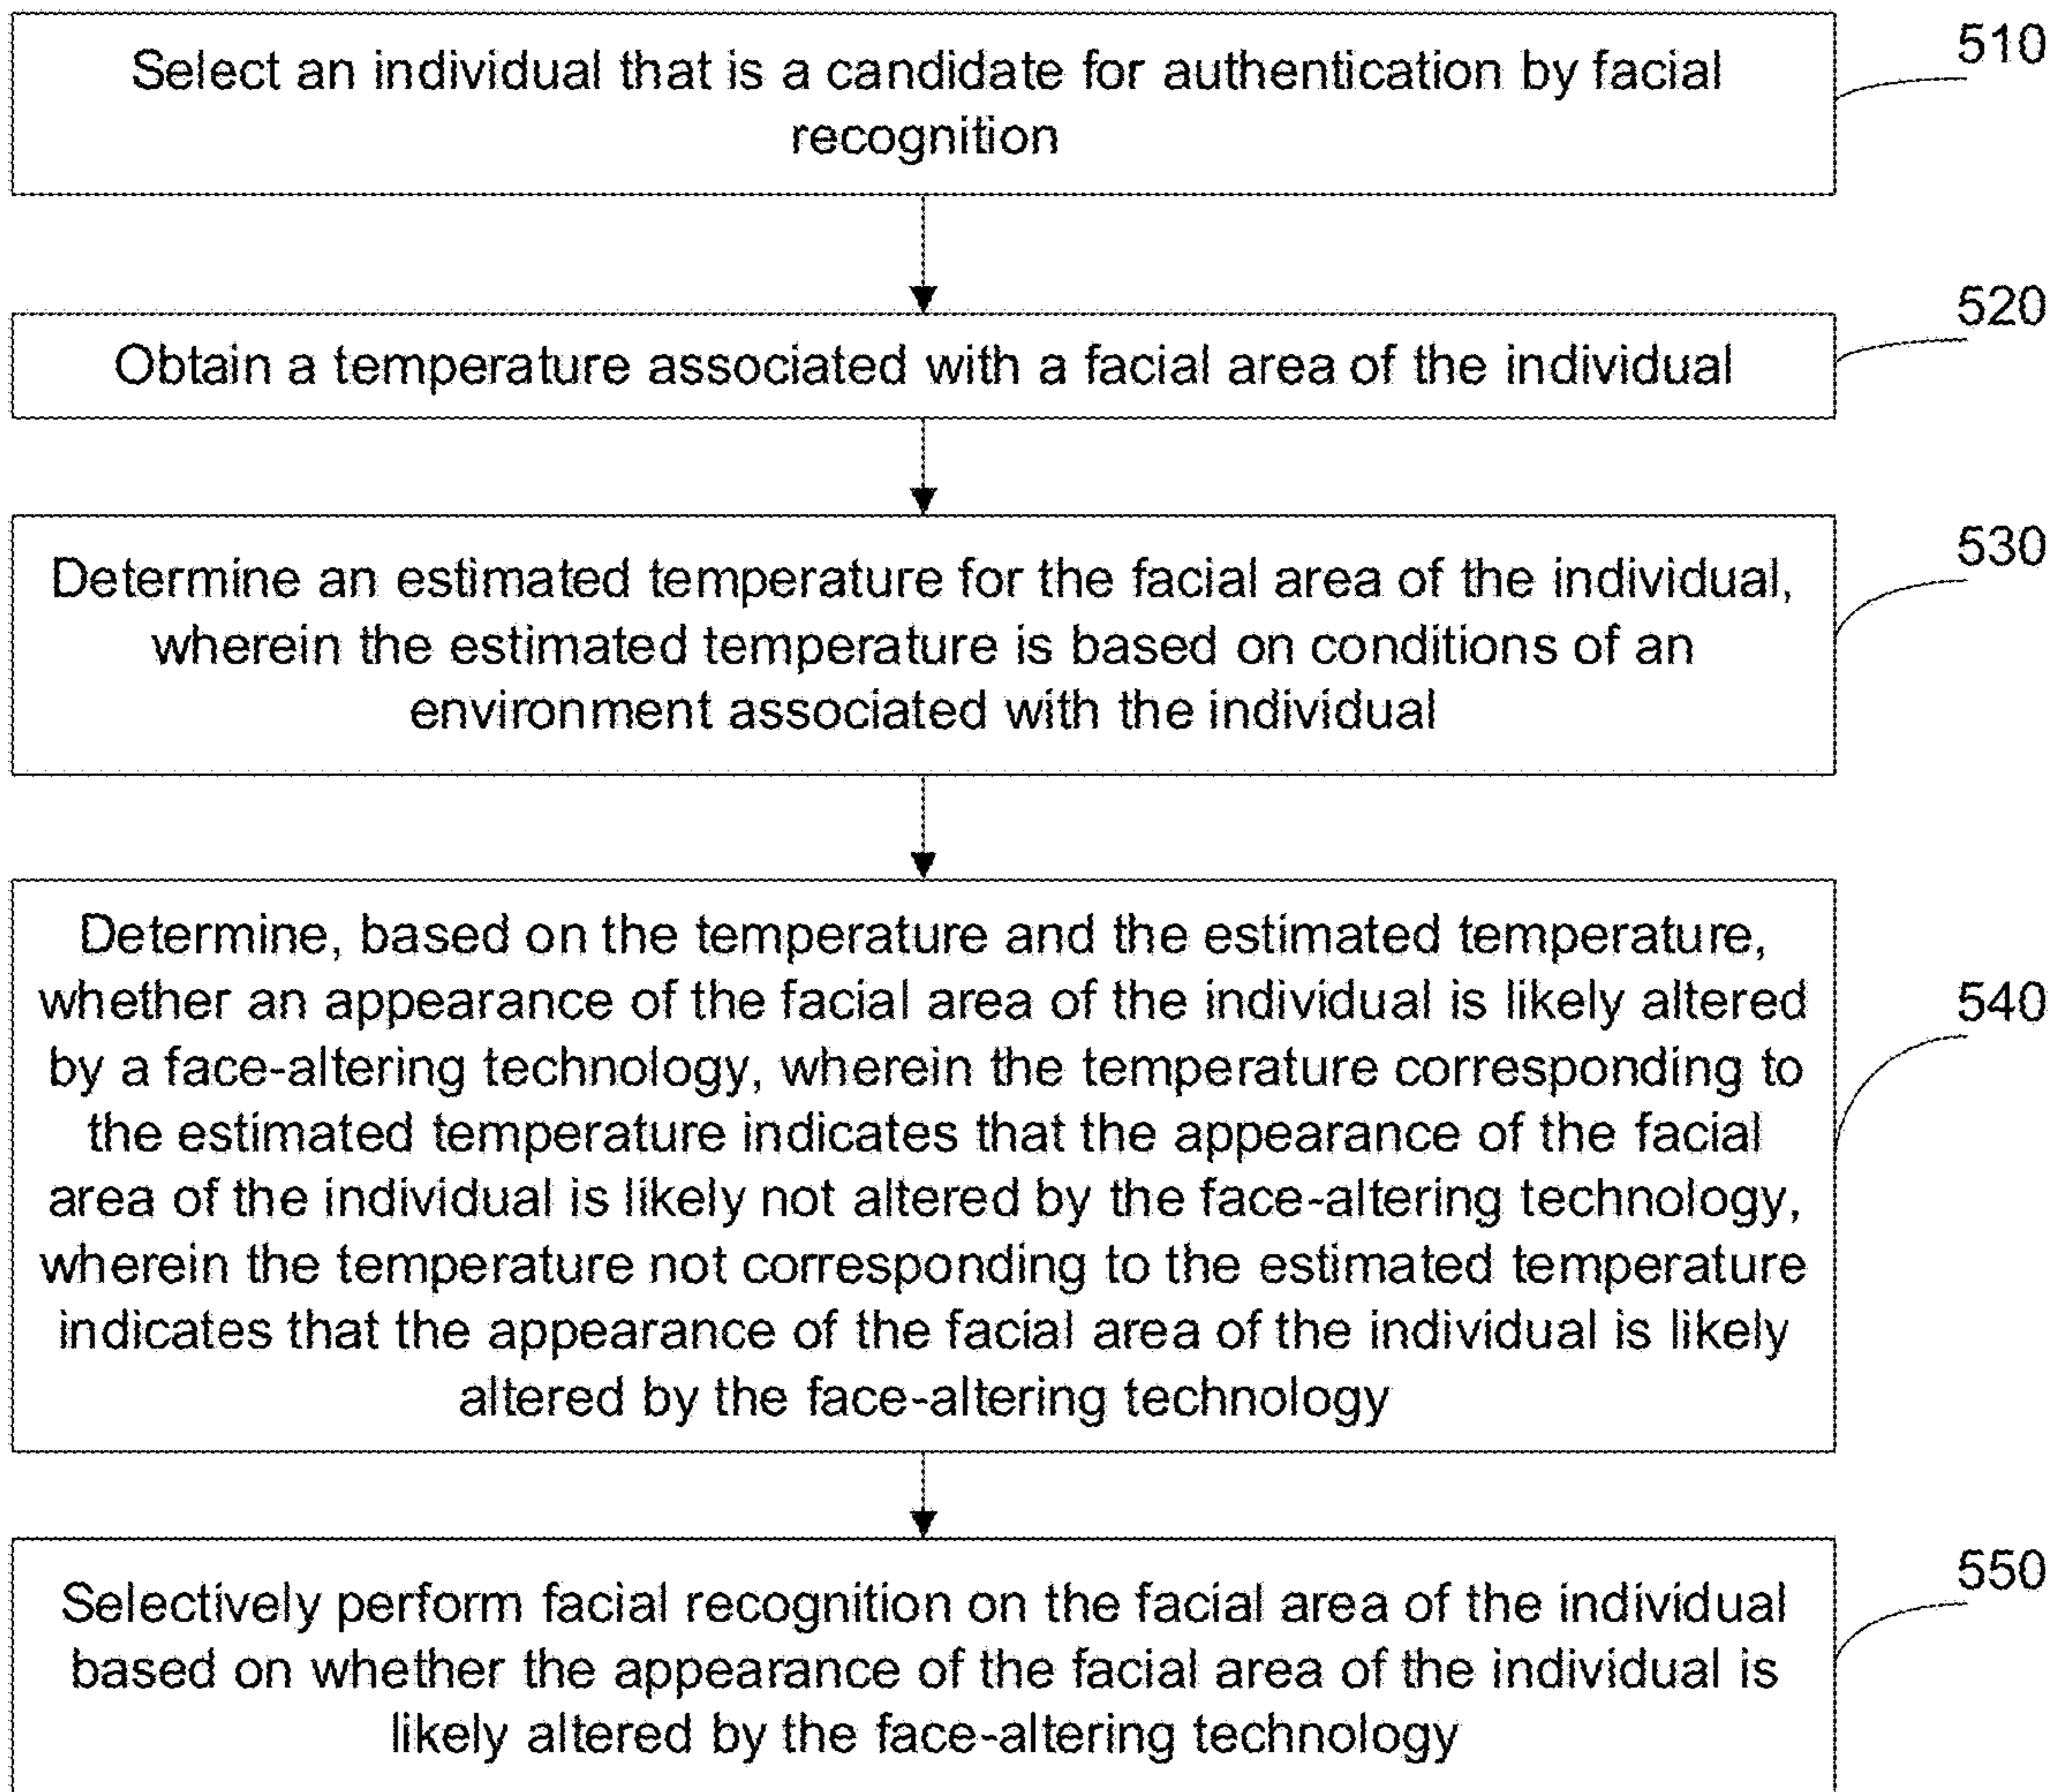 510
Select an individual that is a candidate for authentication by facial
recognition
520
Obtain a temperature associated with a facial area of the individual
530
Determine an estimated temperature for the facial area of the individual,
wherein the estimated temperature is based on conditions of an
environment associated with the individual
540
Determine, based on the temperature and the estimated temperature,
whether an appearance of the facial area of the individual is likely altered
by a face-altering technology, wherein the temperature corresponding to
the estimated temperature indicates that the appearance of the facial
area of the individual is likely not altered by the face-altering technology,
wherein the temperature not corresponding to the estimated temperature
indicates that the appearance of the facial area of the individual is likely
altered by the face-altering technology
550
Selectively perform facial recognition on the facial area of the individual
based on whether the appearance of the facial area of the individual is
likely altered by the face-altering technology